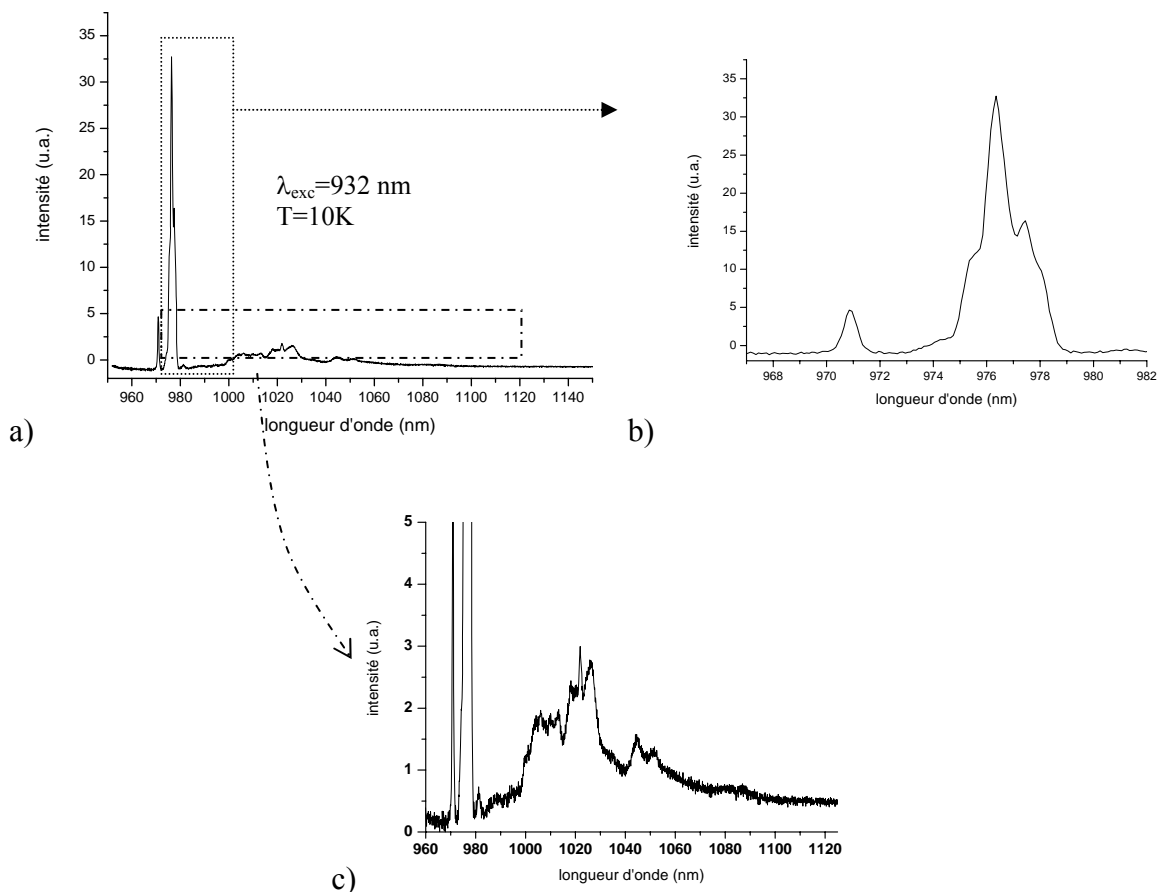 35
30
25
20
15
10
5
0
intensité (u.a.)
λexc=932 nm
T=10K
960 980 1000 1020 1040 1060 1080 1100 1120 1140
longueur d'onde (nm)
a)
35
30
25
20
15
10
5
0
intensité (u.a.)
968 970 972 974 976 978 980 982
longueur d'onde (nm)
b)
5
4
3
2
1
0
intensité (u.a.)
960 980 1000 1020 1040 1060 1080 1100 1120
longueur d'onde (nm)
c)